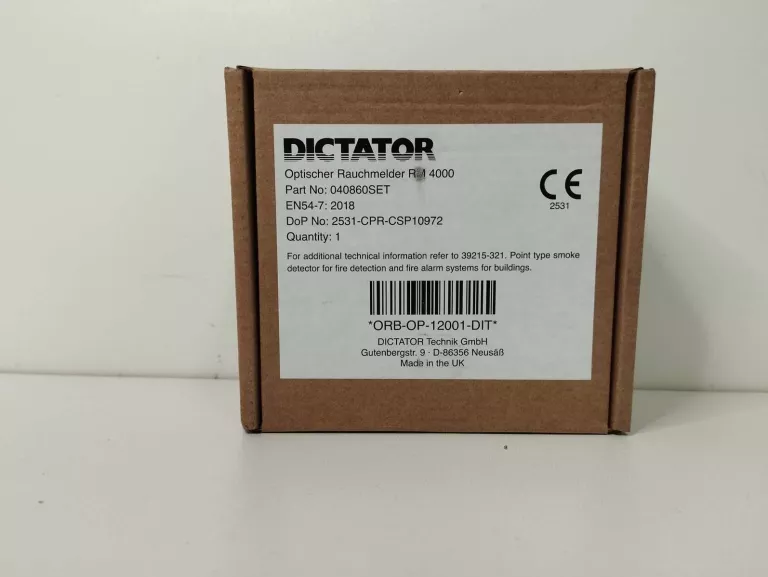 DICTATOR
Optischer Rauchmelder RM 4000
Part No: 040860SET
EN54-7: 2018
DoP No: 2531-CPR-CSP10972
Quantity: 1
CE
2531
For additional technical information refer to 39215-321. Point type smoke
detector for fire detection and fire alarm systems for buildings.
*ORB-OP-12001-DIT*
DICTATOR Technik GmbH
Gutenbergstr. 9 · D-86356 Neusäß
Made in the UK